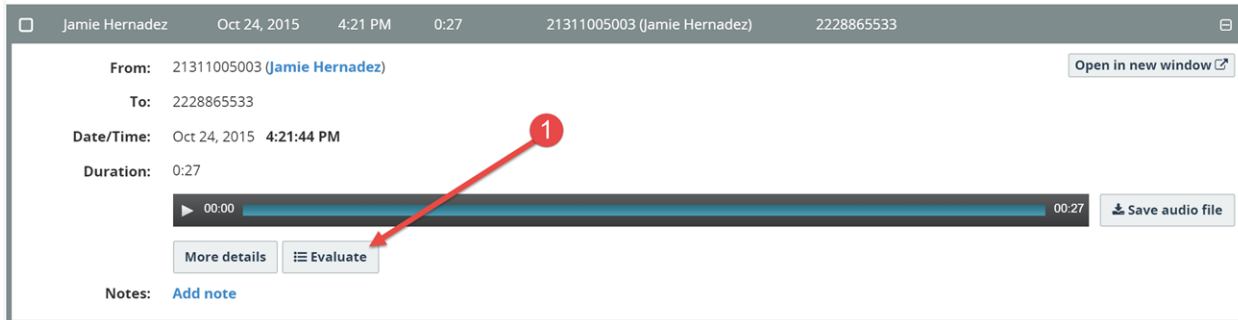 Jamie Hernadez Oct 24, 2015 4:21 PM 0:27 21311005003 (Jamie Hernadez) 2228865533
From: 21311005003 (Jamie Hernadez) Open in new window
To: 2228865533
Date/Time: Oct 24, 2015 4:21:44 PM
1
Duration: 0:27
00:00 00:27 Save audio file
More details Evaluate
Notes: Add note